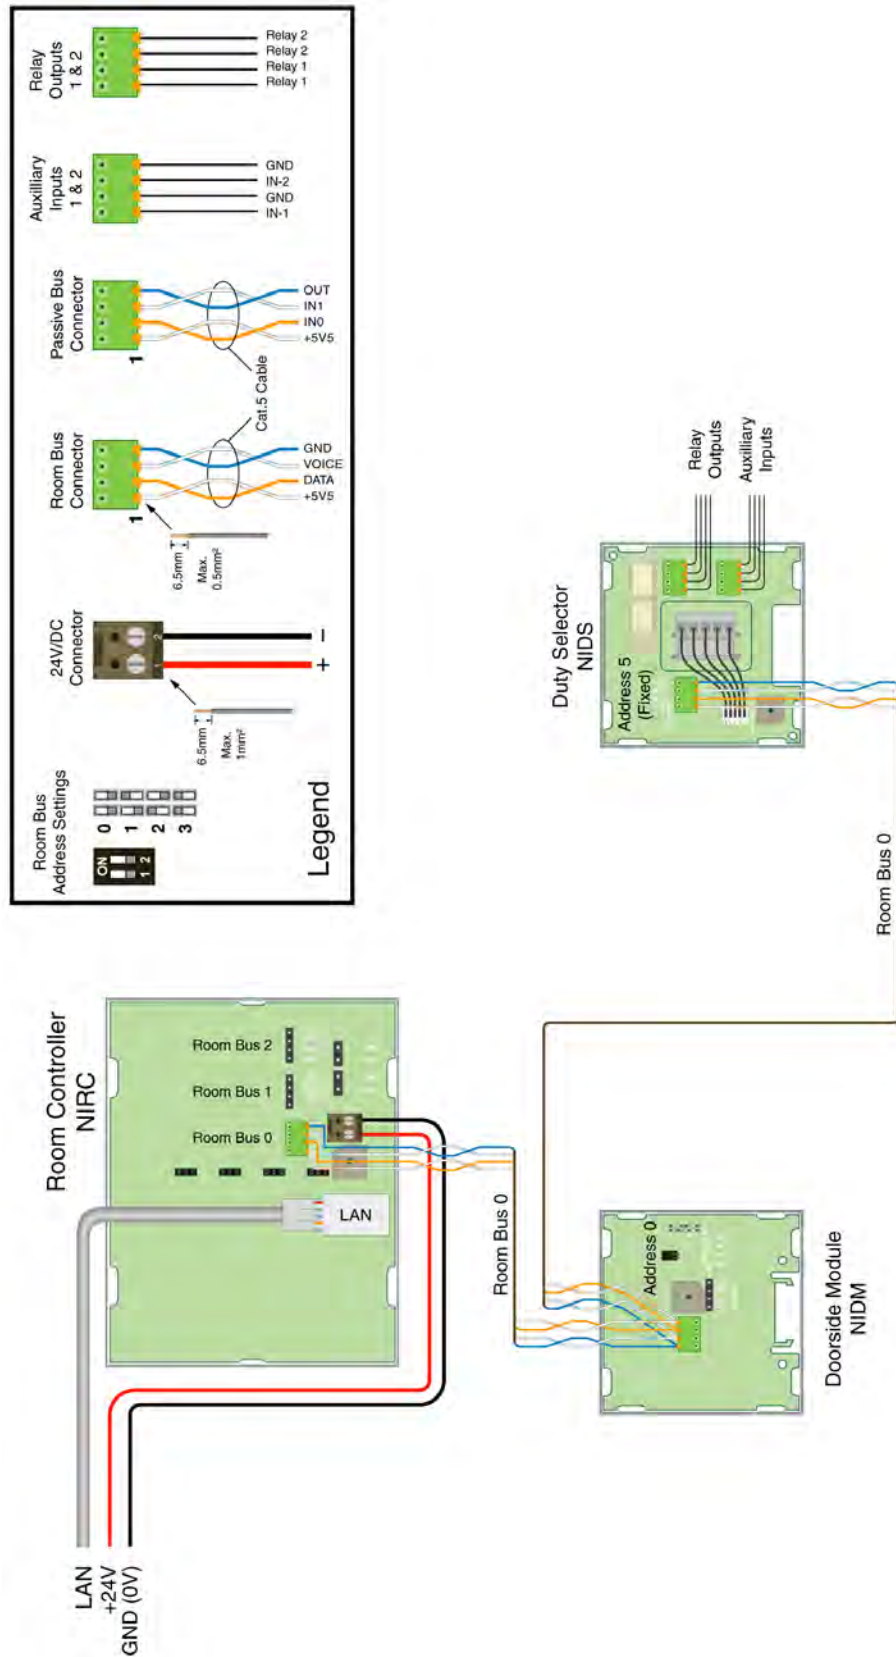 Relay
Outputs
1 & 2
Relay 2
Relay 2
Relay 1
Relay 1
Auxilliary
Inputs
1 & 2
GND
IN-2
GND
IN-1
Passive Bus
Connector
1
OUT
IN1
IN0
+5V5
Cat.5 Cable
Room Bus
Connector
1
GND
VOICE
DATA
+5V5
6.5mm
Max.
0.5mm²
24V/DC
Connector
1
2
+
−
6.5mm
Max.
1mm²
Room Bus
Address Settings
ON
1 2
0
1
2
3
Legend
Room Controller
NIRC
Room Bus 2
Room Bus 1
Room Bus 0
LAN
LAN
+24V
GND (0V)
Room Bus 0
Doorside Module
NIDM
Address 0
Duty Selector
NIDS
Address 5
(Fixed)
Relay
Outputs
Auxilliary
Inputs
Room Bus 0